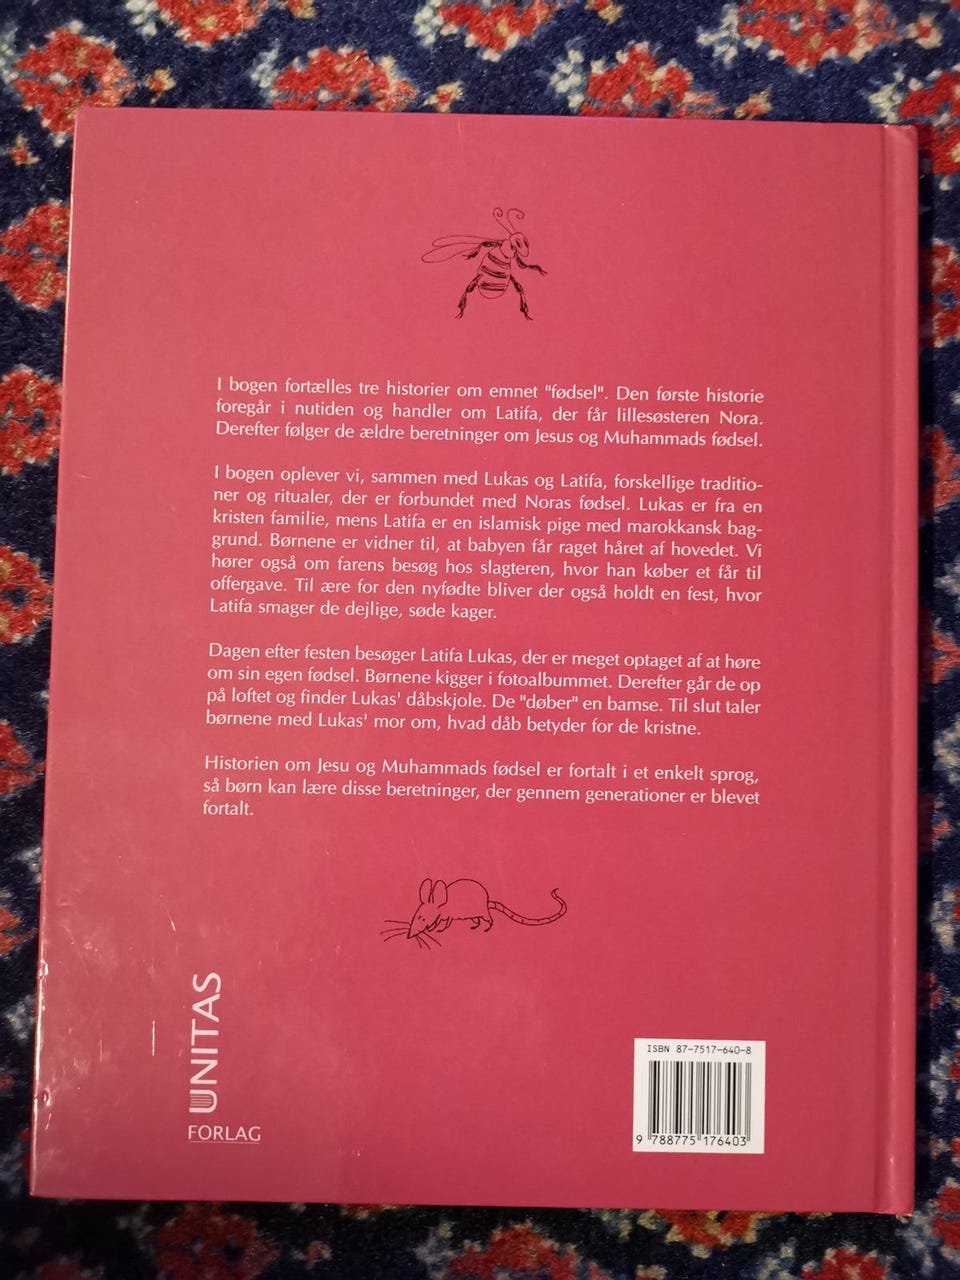 I bogen fortælles tre historier om emnet "fødsel". Den første historie
foregår i nutiden og handler om Latifa, der får lillesøsteren Nora.
Derefter følger de ældre beretninger om Jesus og Muhammads fødsel.
I bogen oplever vi, sammen med Lukas og Latifa, forskellige traditio-
ner og ritualer, der er forbundet med Noras fødsel. Lukas er fra en
kristen familie, mens Latifa er en islamisk pige med marokkansk bag-
grund. Børnene er vidner til, at babyen får raget håret af hovedet. Vi
hører også om farens besøg hos slagteren, hvor han køber et får til
offergave. Til ære for den nyfødte bliver der også holdt en fest, hvor
Latifa smager de dejlige, søde kager.
Dagen efter festen besøger Latifa Lukas, der er meget optaget af at høre
om sin egen fødsel. Børnene kigger i fotoalbummet. Derefter går de op
på loftet og finder Lukas' dåbskjole. De "døber" en bamse. Til slut taler
børnene med Lukas' mor om, hvad dåb betyder for de kristne.
Historien om Jesu og Muhammads fødsel er fortalt i et enkelt sprog,
så børn kan lære disse beretninger, der gennem generationer er blevet
fortalt.
UNITAS
FORLAG
ISBN 87-7517-640-8
9 788775 176403